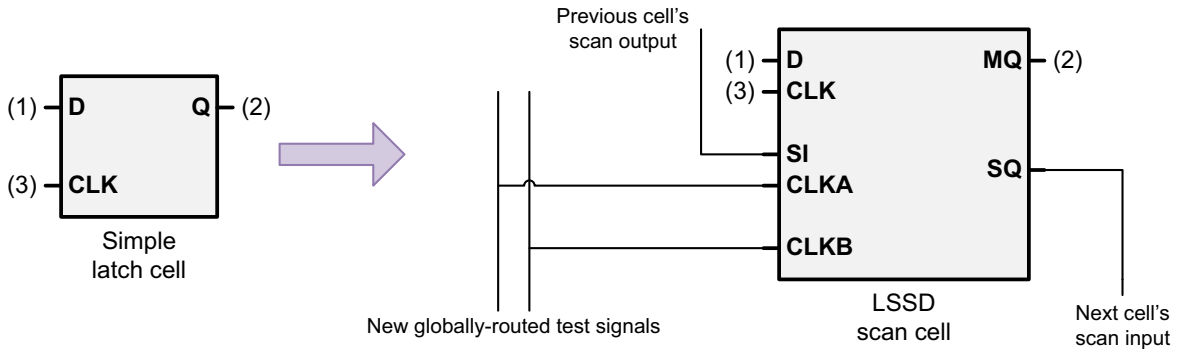 (1)
D
Q
(2)
(3)
CLK
Simple
latch cell
Previous cell's
scan output
(1)
D
MQ
(2)
(3)
CLK
SI
CLKA
SQ
CLKB
New globally-routed test signals
LSSD
scan cell
Next cell's
scan input